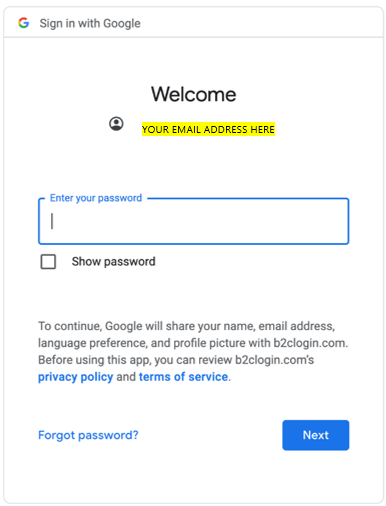 Sign in with Google
Welcome
YOUR EMAIL ADDRESS HERE
Enter your password
Show password
To continue, Google will share your name, email address,
language preference, and profile picture with b2clogin.com.
Before using this app, you can review b2clogin.com's
privacy policy and terms of service.
Forgot password?
Next